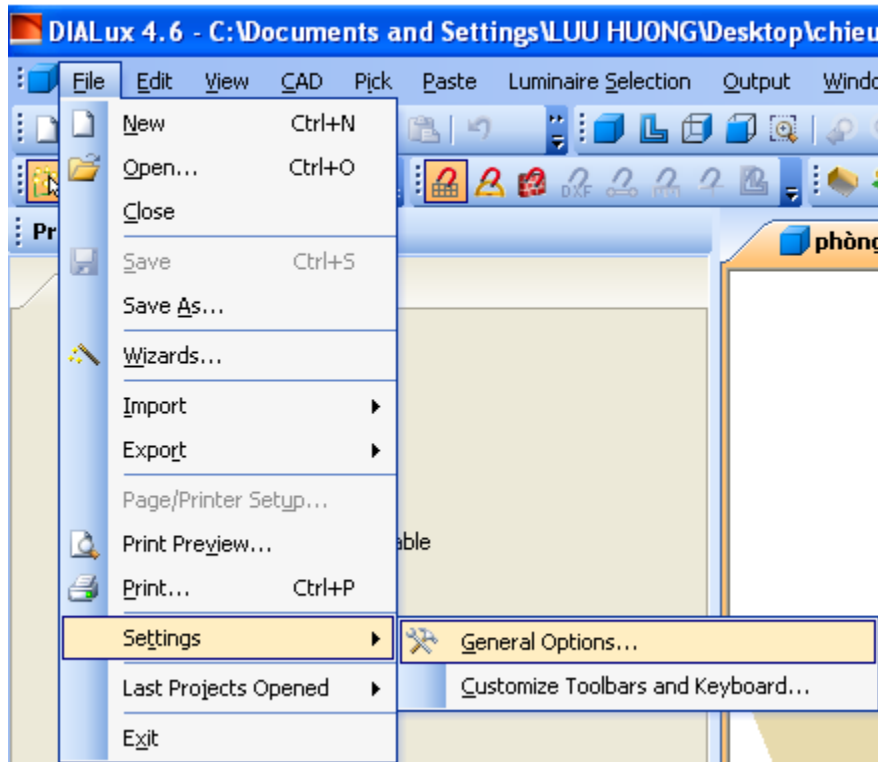 DIALux 4.6 - C:\Documents and Settings\LUU HUONG\Desktop\chieu
File Edit View CAD Pick Paste Luminaire Selection Output Windo
New Ctrl+N
Open... Ctrl+O
DXF
Close
Pr
phòng
Save Ctrl+S
Save As...
Wizards...
Import
Export
Page/Printer Setup...
Print Preview...
able
Print... Ctrl+P
Settings
General Options...
Last Projects Opened
Customize Toolbars and Keyboard...
Exit